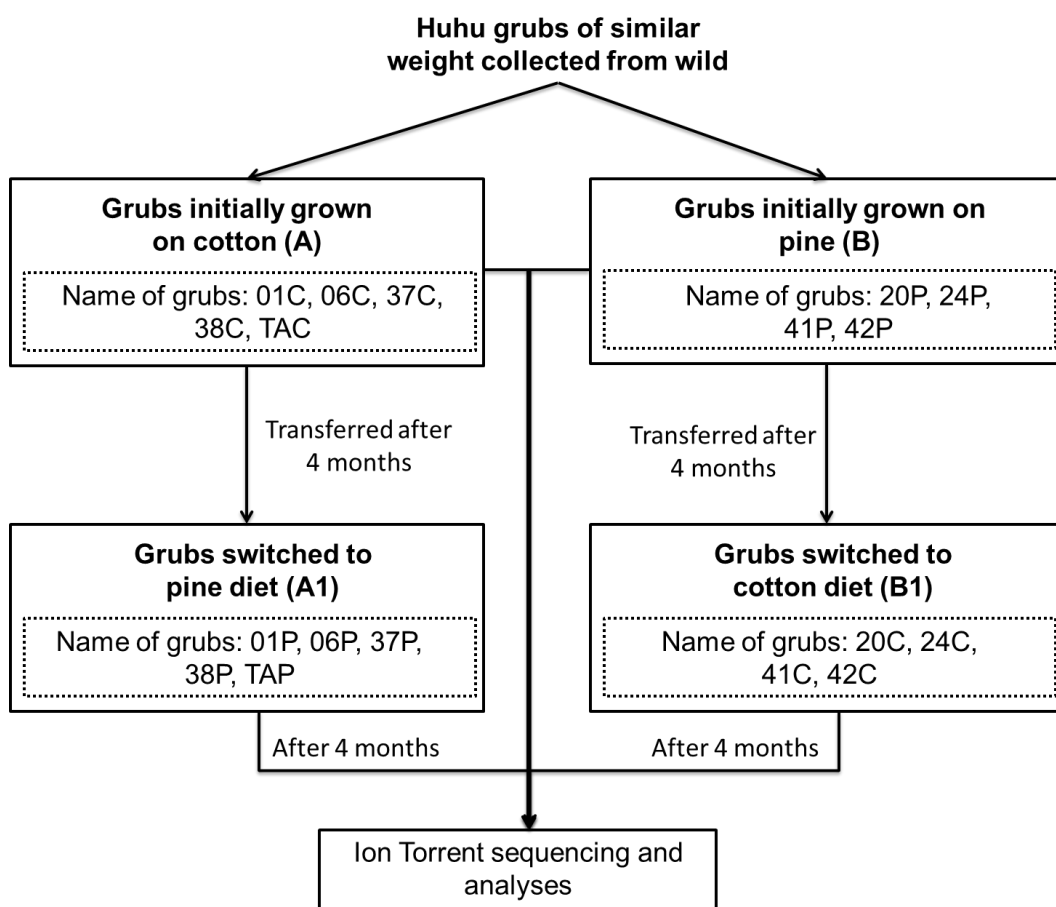 Huhu grubs of similar
weight collected from wild
Grubs initially grown
on cotton (A)
Name of grubs: 01C, 06C, 37C,
38C, TAC
Grubs initially grown on
pine (B)
Name of grubs: 20P, 24P,
41P, 42P
Transferred after
4 months
Transferred after
4 months
Grubs switched to
pine diet (A1)
Name of grubs: 01P, 06P, 37P,
38P, TAP
Grubs switched to
cotton diet (B1)
Name of grubs: 20C, 24C,
41C, 42C
After 4 months
After 4 months
Ion Torrent sequencing and
analyses